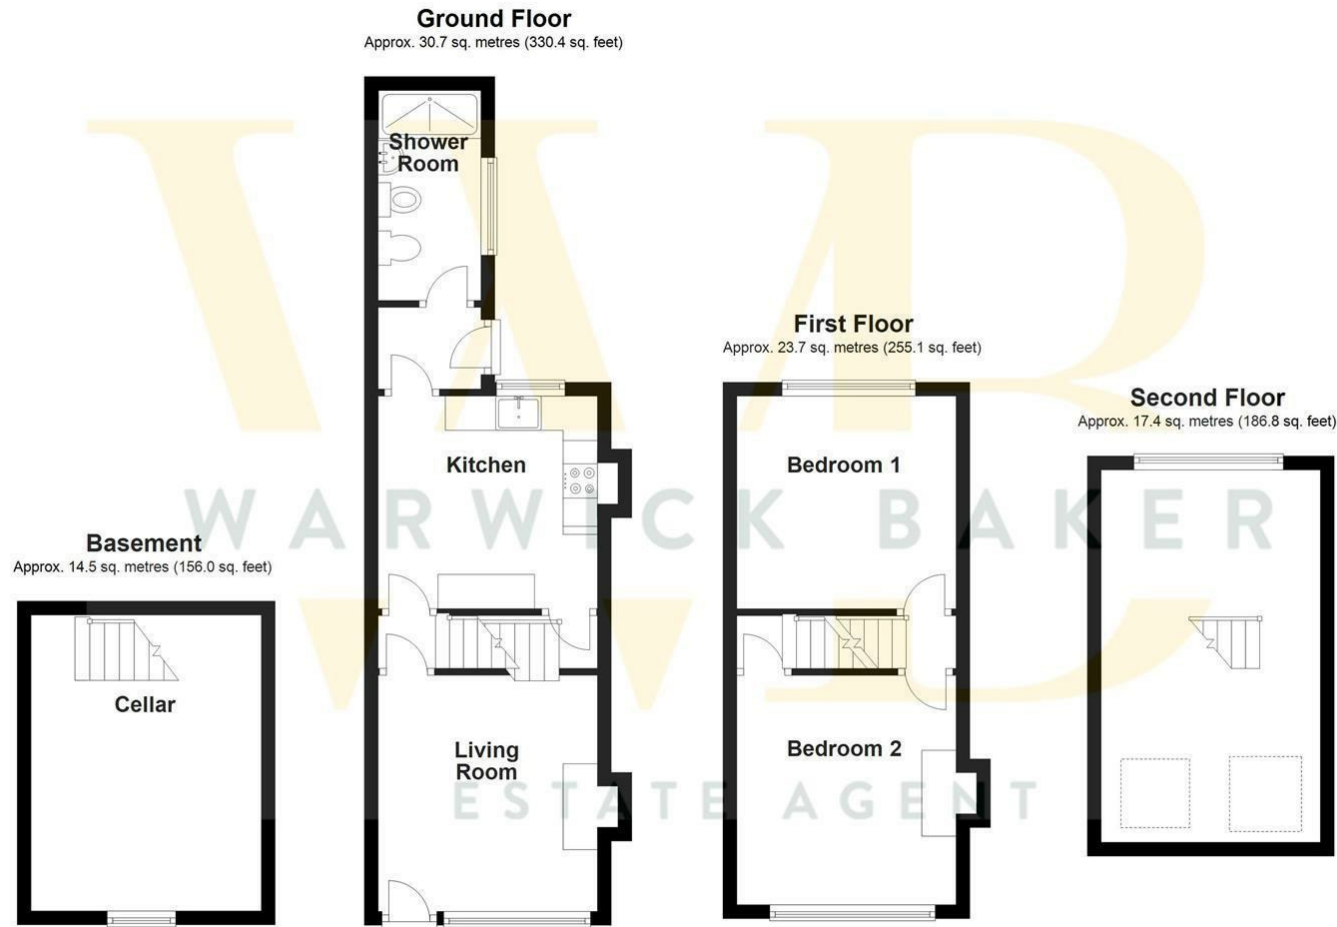 Ground Floor
Approx. 30.7 sq. metres (330.4 sq. feet)
Shower
Room
Kitchen
Living
Room
First Floor
Approx. 23.7 sq. metres (255.1 sq. feet)
Bedroom 1
Bedroom 2
Second Floor
Approx. 17.4 sq. metres (186.8 sq. feet)
Basement
Approx. 14.5 sq. metres (156.0 sq. feet)
Cellar
WB
WARWICK BAKER
ESTATE AGENT